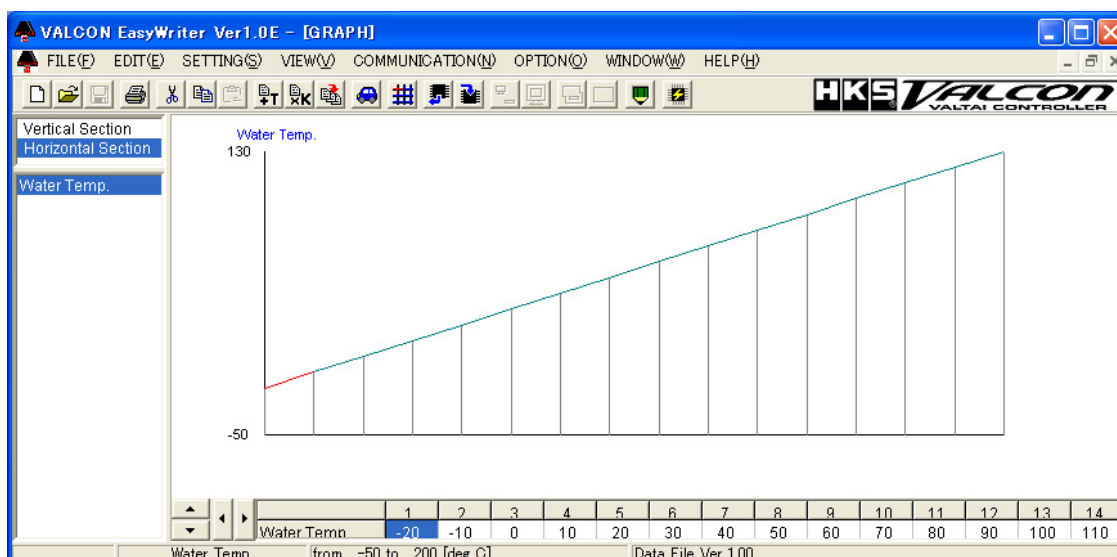 VALCON EasyWriter Ver1.0E - [GRAPH]
FILE(F) EDIT(E) SETTING(S) VIEW(V) COMMUNICATION(N) OPTION(O) WINDOW(W) HELP(H)
HKS VALCON
VALTAI CONTROLLER
Vertical Section
Horizontal Section
Water Temp.
Water Temp.
130
-50
1 2 3 4 5 6 7 8 9 10 11 12 13 14
Water Temp -20 -10 0 10 20 30 40 50 60 70 80 90 100 110
Water Temp from -50 to 200 [deg C] Data File Ver 1.00